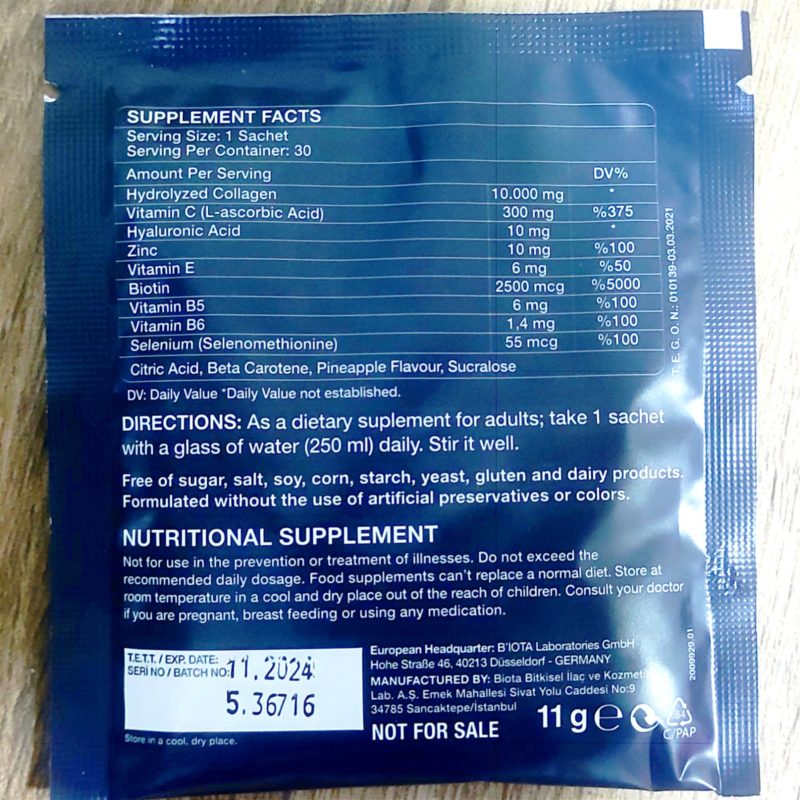 SUPPLEMENT FACTS
Serving Size: 1 Sachet
Serving Per Container: 30
Amount Per Serving DV%
Hydrolyzed Collagen 10.000 mg *
Vitamin C (L-ascorbic Acid) 300 mg %375
Hyaluronic Acid 10 mg *
Zinc 10 mg %100
Vitamin E 6 mg %50
Biotin 2500 mcg %5000
Vitamin B5 6 mg %100
Vitamin B6 1,4 mg %100
Selenium (Selenomethionine) 55 mcg %100
Citric Acid, Beta Carotene, Pineapple Flavour, Sucralose
DV: Daily Value *Daily Value not established.
T. E. G. O. N.: 010139-03.03.2021
DIRECTIONS: As a dietary suplement for adults; take 1 sachet
with a glass of water (250 ml) daily. Stir it well.
Free of sugar, salt, soy, corn, starch, yeast, gluten and dairy products.
Formulated without the use of artificial preservatives or colors.
NUTRITIONAL SUPPLEMENT
Not for use in the prevention or treatment of illnesses. Do not exceed the
recommended daily dosage. Food supplements can't replace a normal diet. Store at
room temperature in a cool and dry place out of the reach of children. Consult your doctor
if you are pregnant, breast feeding or using any medication.
T.E.T.T. / EXP. DATE: 11.2024
SERİ NO / BATCH NO: 5.36716
Store in a cool, dry place.
European Headquarter: B'IOTA Laboratories GmbH
Hohe Straße 46, 40213 Düsseldorf - GERMANY
MANUFACTURED BY: Biota Bitkisel İlaç ve Kozmeti
Lab. A.Ş. Emek Mahallesi Sivat Yolu Caddesi No:9
34785 Sancaktepe/İstanbul
NOT FOR SALE
11 g e
84
C/PAP
2009929.01